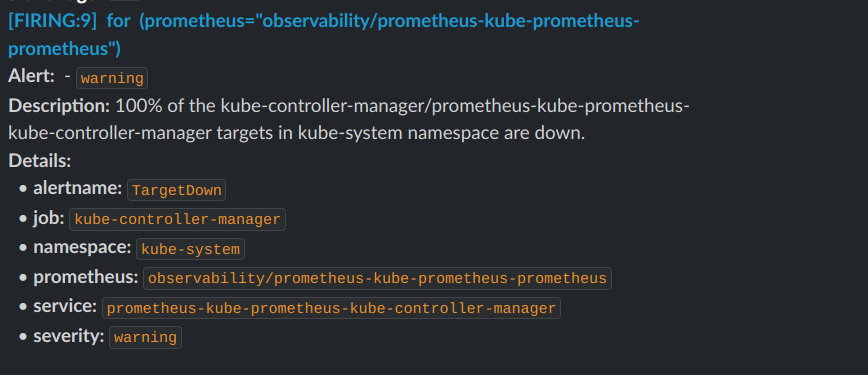 [FIRING:9] for (prometheus="observability/prometheus-kube-prometheus-
prometheus")
Alert: - warning
Description: 100% of the kube-controller-manager/prometheus-kube-prometheus-
kube-controller-manager targets in kube-system namespace are down.
Details:
• alertname: TargetDown
• job: kube-controller-manager
• namespace: kube-system
• prometheus: observability/prometheus-kube-prometheus-prometheus
• service: prometheus-kube-prometheus-kube-controller-manager
• severity: warning